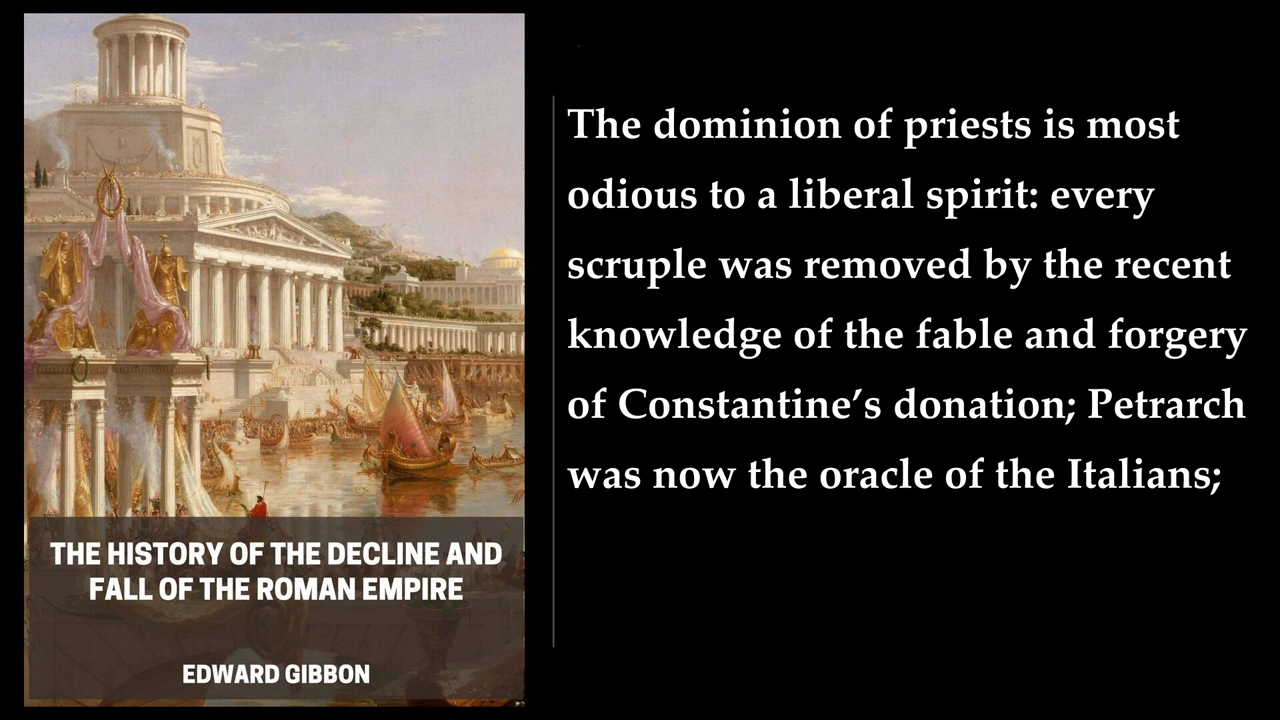 The dominion of priests is most
odious to a liberal spirit: every
scruple was removed by the recent
knowledge of the fable and forgery
of Constantine’s donation; Petrarch
was now the oracle of the Italians;
THE HISTORY OF THE DECLINE AND
FALL OF THE ROMAN EMPIRE
EDWARD GIBBON